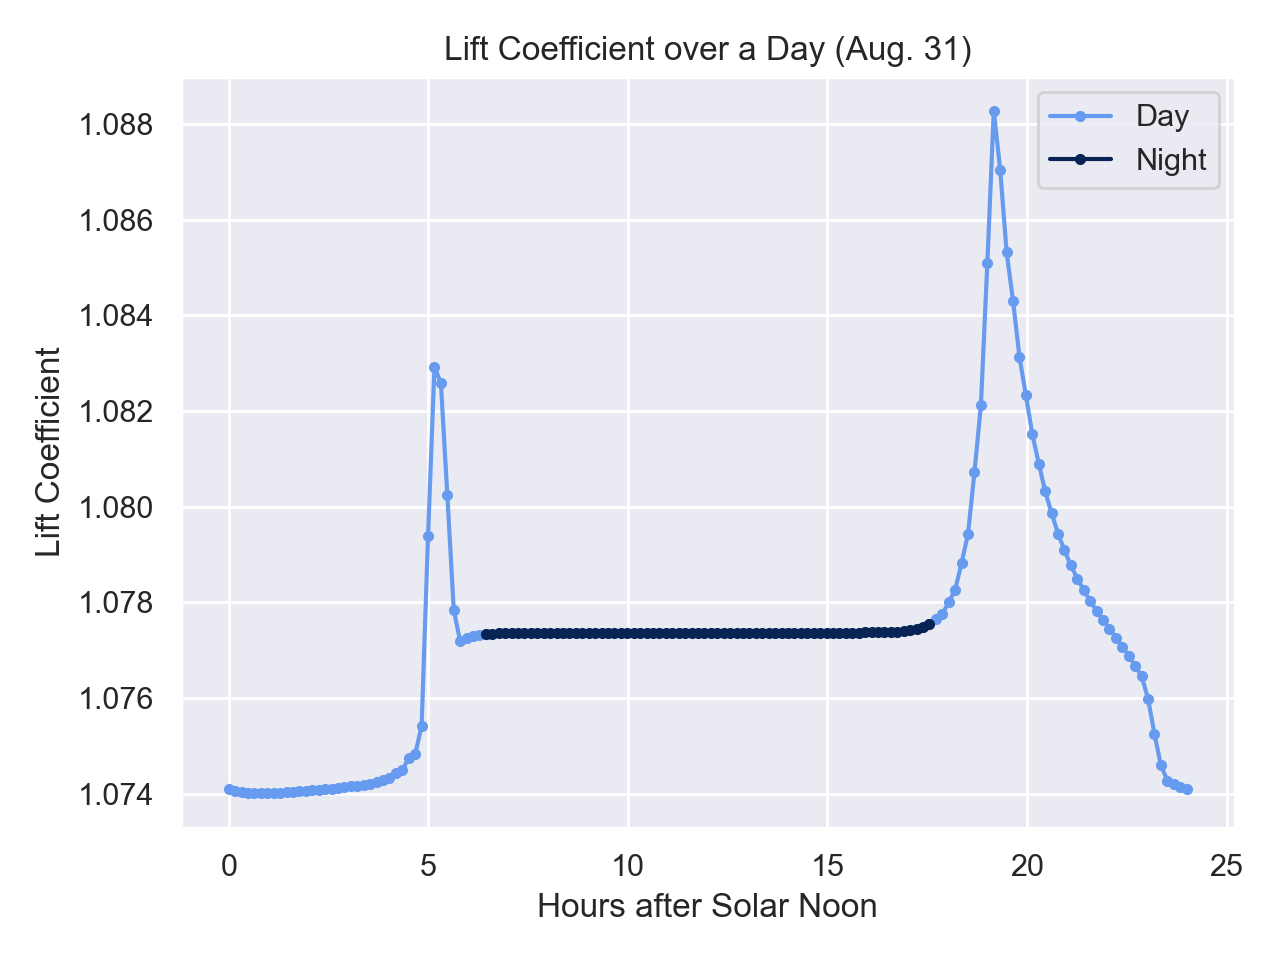 Lift Coefficient over a Day (Aug. 31)
Day
Night
1.088
1.086
1.084
1.082
1.080
1.078
1.076
1.074
Lift Coefficient
0 5 10 15 20 25
Hours after Solar Noon